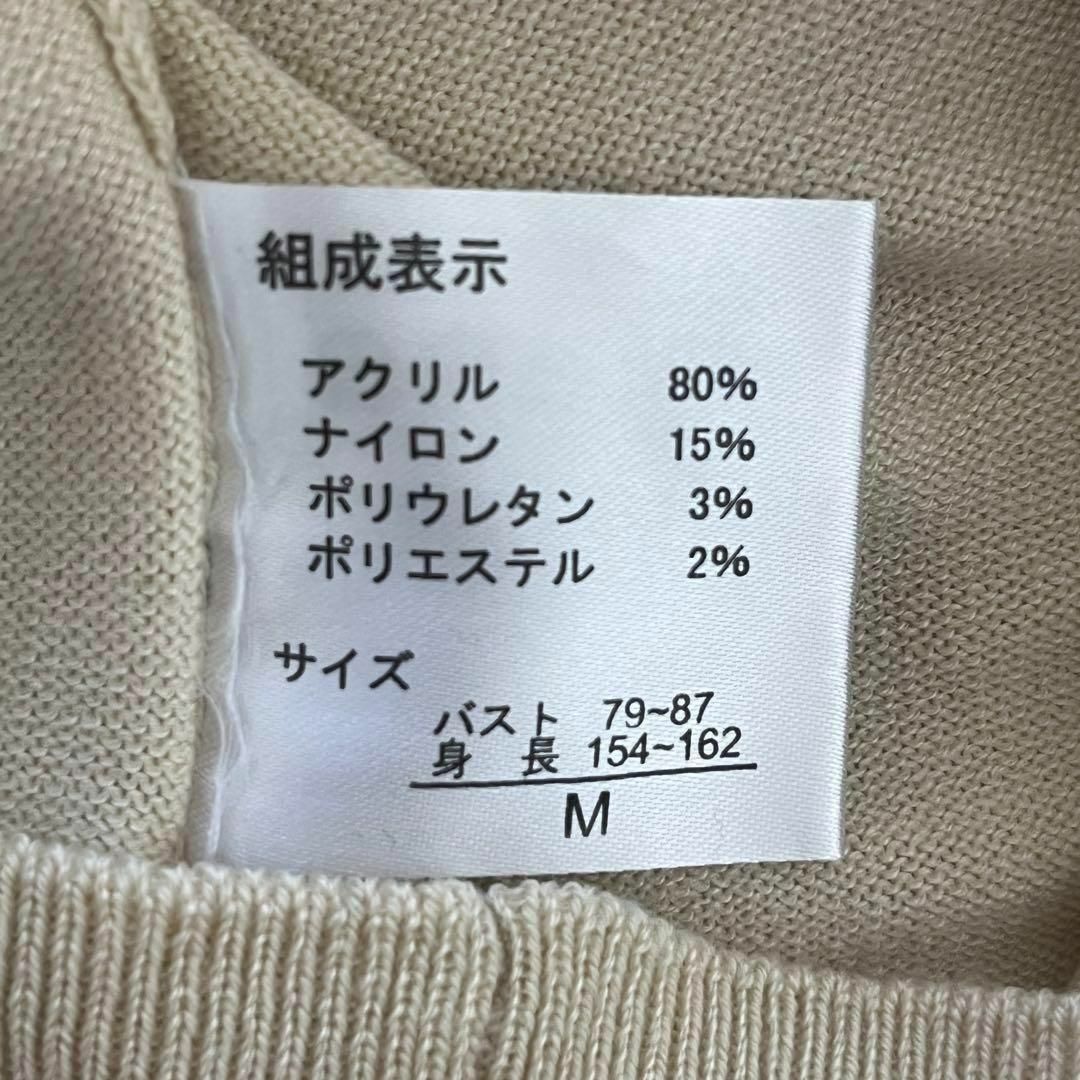 組成表示
アクリル 80%
ナイロン 15%
ポリウレタン 3%
ポリエステル 2%
サイズ
バスト 79~87
身 長 154~162
M